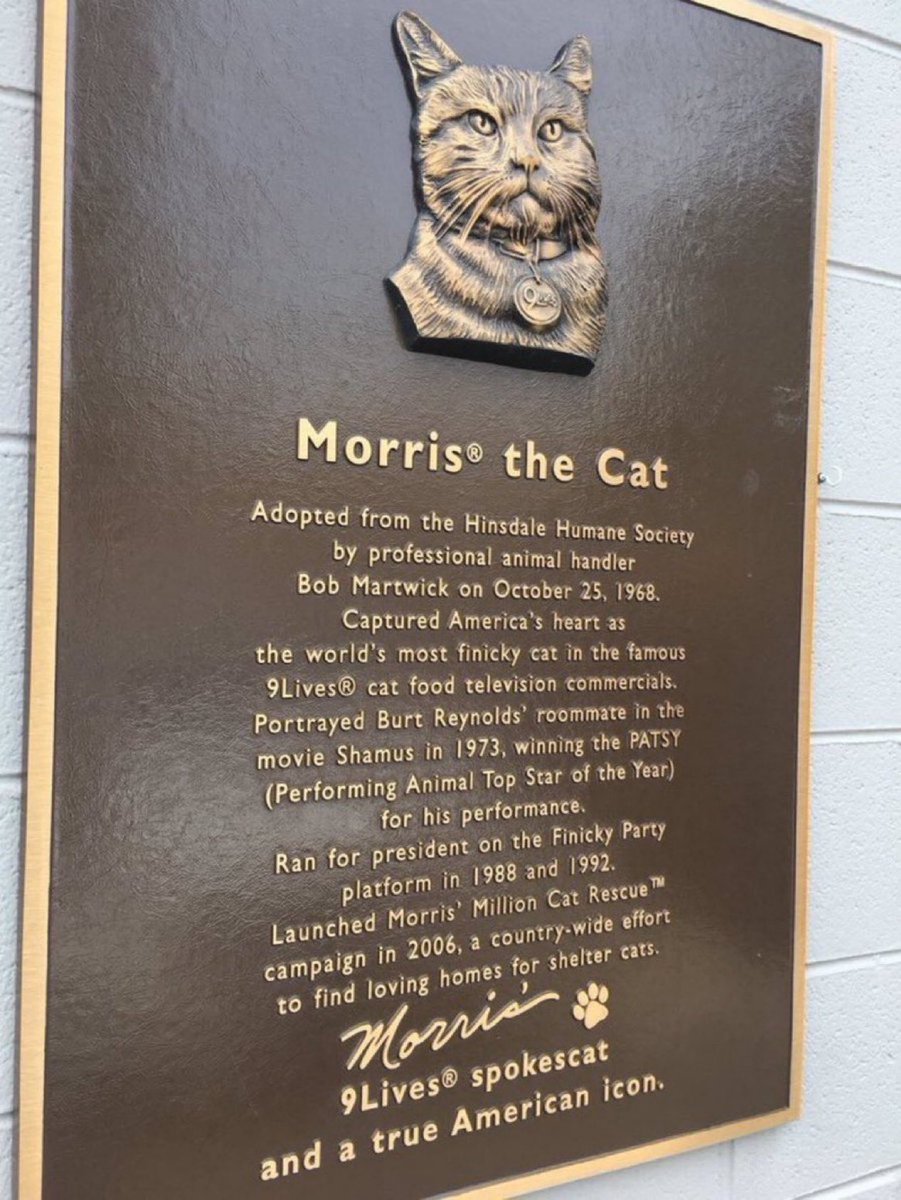 9Lives
Morris® the Cat
Adopted from the Hinsdale Humane Society
by professional animal handler
Bob Martwick on October 25, 1968.
Captured America's heart as
the world's most finicky cat in the famous
9Lives® cat food television commercials.
Portrayed Burt Reynolds' roommate in the
movie Shamus in 1973, winning the PATSY
(Performing Animal Top Star of the Year)
for his performance.
Ran for president on the Finicky Party
platform in 1988 and 1992.
Launched Morris' Million Cat Rescue™
campaign in 2006, a country-wide effort
to find loving homes for shelter cats.
Morris
9Lives® spokescat
and a true American icon.